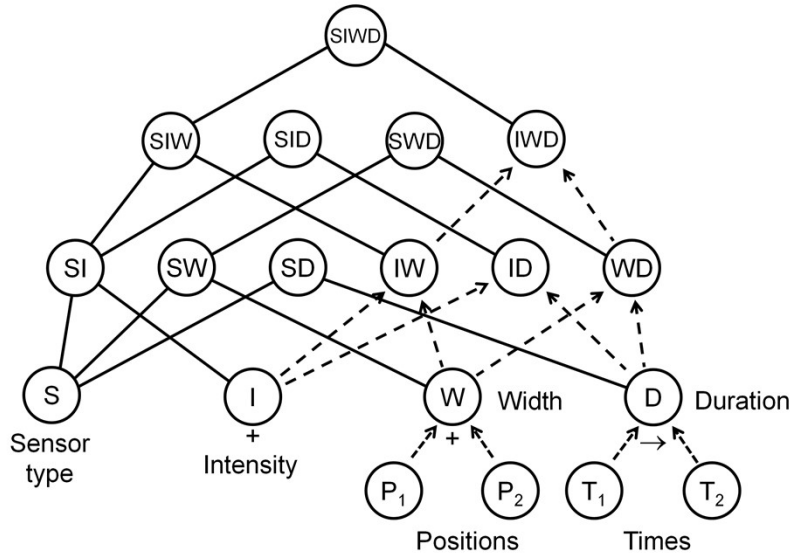 SIWD
SIW SID SWD IWD
SI SW SD IW ID WD
S I W Width D Duration
Sensor
type
+
Intensity
+
→
P₁ P₂ T₁ T₂
Positions Times